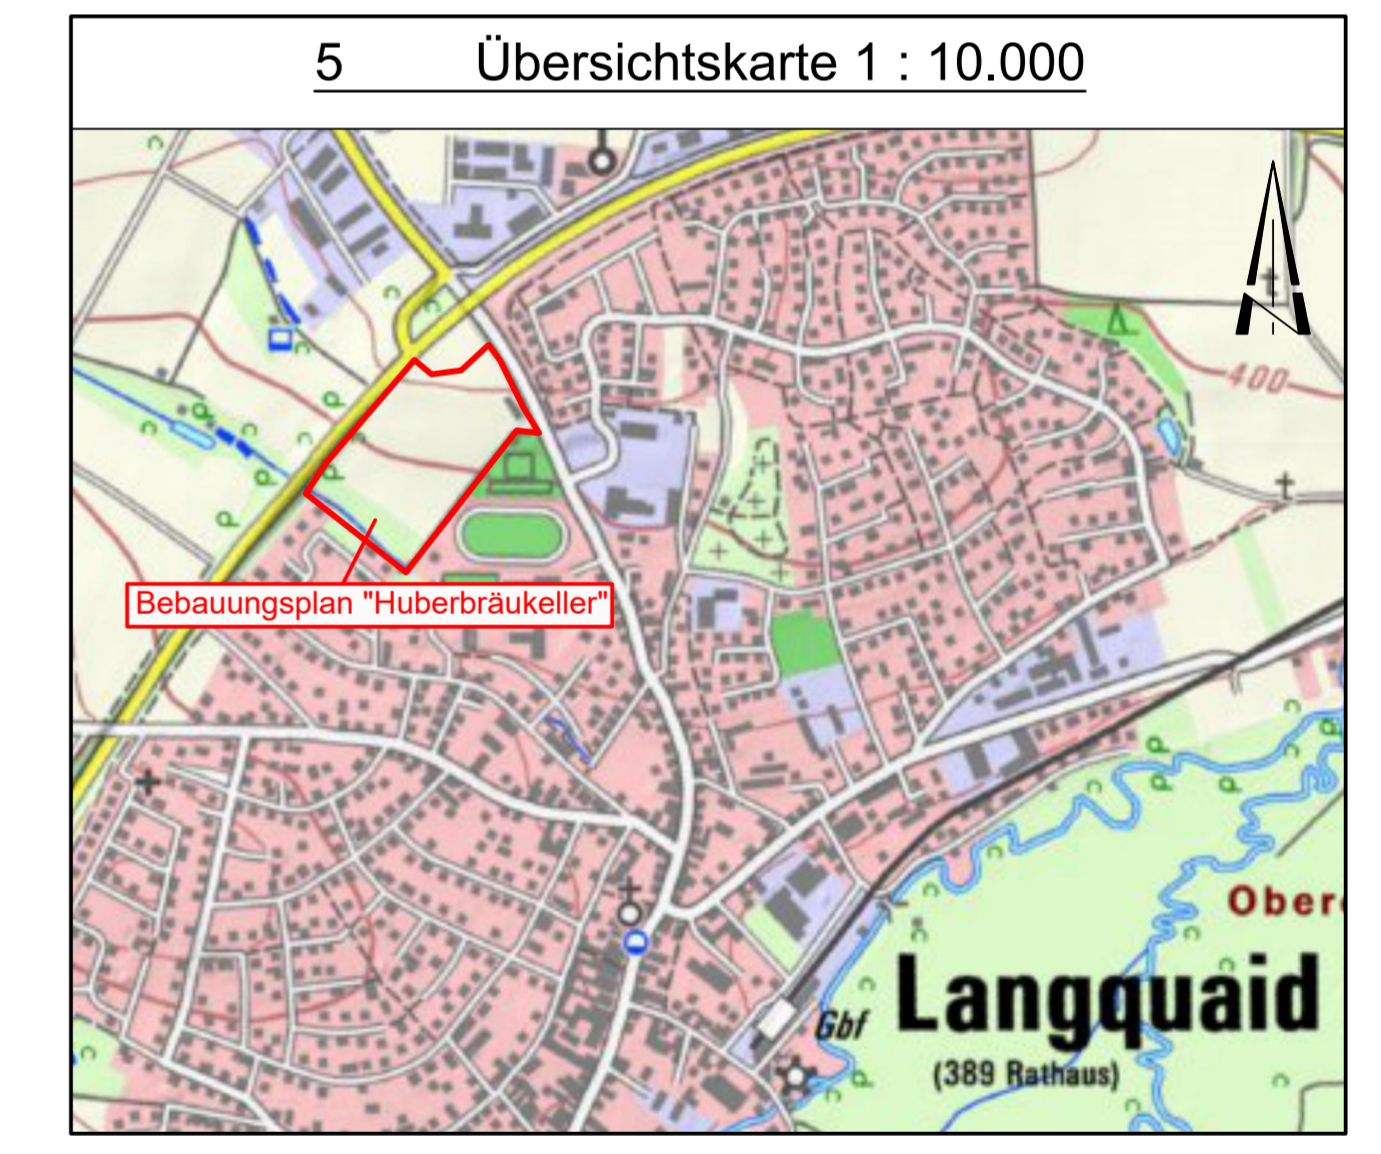 5 Übersichtskarte 1 : 10.000
400
Bebauungsplan "Huberbräukeller"
Ober
Langquaid
Gbf
(389 Rathaus)